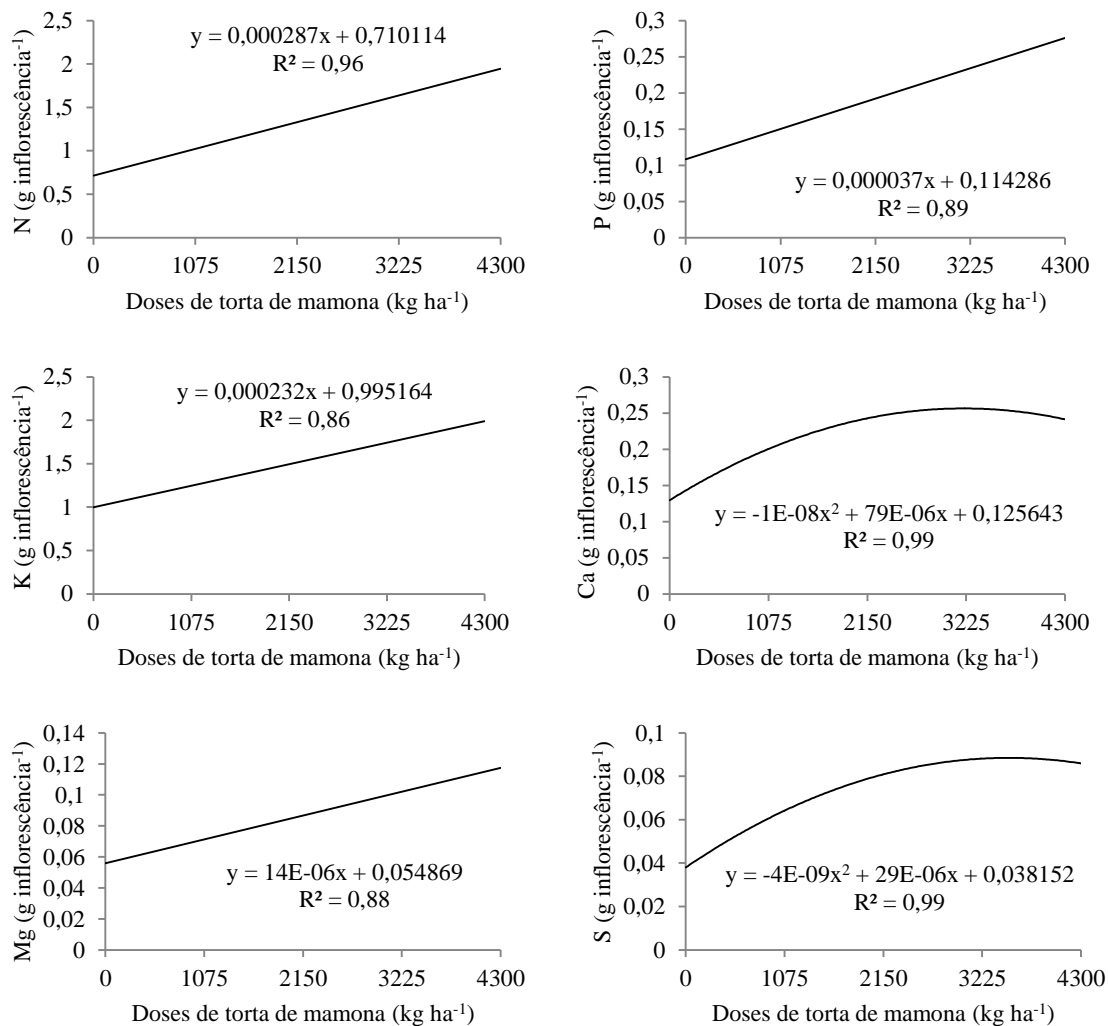 N (g inflorescência⁻¹)
2,5
2
1,5
1
0,5
0
y = 0,000287x + 0,710114
R² = 0,96
0 1075 2150 3225 4300
Doses de torta de mamona (kg ha⁻¹)
P (g inflorescência⁻¹)
0,3
0,25
0,2
0,15
0,1
0,05
0
y = 0,000037x + 0,114286
R² = 0,89
0 1075 2150 3225 4300
Doses de torta de mamona (kg ha⁻¹)
K (g inflorescência⁻¹)
2,5
2
1,5
1
0,5
0
y = 0,000232x + 0,995164
R² = 0,86
0 1075 2150 3225 4300
Doses de torta de mamona (kg ha⁻¹)
Ca (g inflorescência⁻¹)
0,3
0,25
0,2
0,15
0,1
0,05
0
y = -1E-08x² + 79E-06x + 0,125643
R² = 0,99
0 1075 2150 3225 4300
Doses de torta de mamona (kg ha⁻¹)
Mg (g inflorescência⁻¹)
0,14
0,12
0,1
0,08
0,06
0,04
0,02
0
y = 14E-06x + 0,054869
R² = 0,88
0 1075 2150 3225 4300
Doses de torta de mamona (kg ha⁻¹)
S (g inflorescência⁻¹)
0,1
0,08
0,06
0,04
0,02
0
y = -4E-09x² + 29E-06x + 0,038152
R² = 0,99
0 1075 2150 3225 4300
Doses de torta de mamona (kg ha⁻¹)